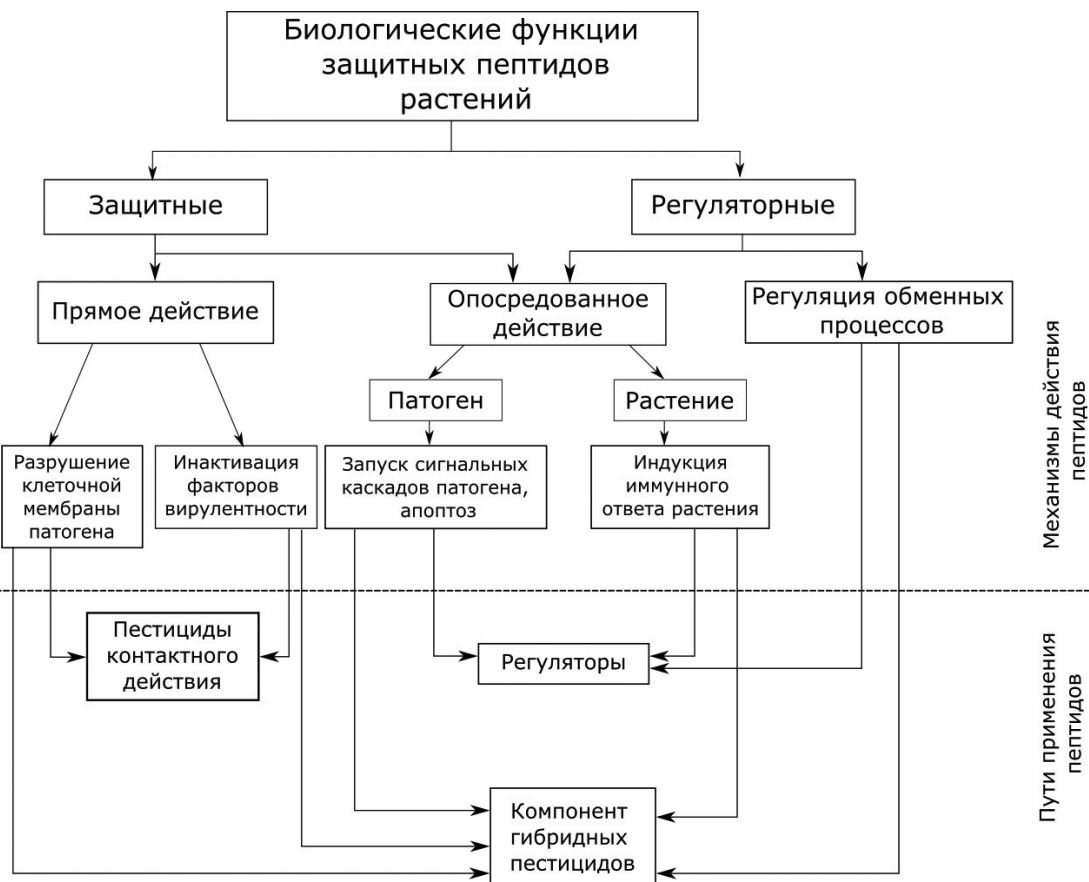 Биологические функции
защитных пептидов
растений
Защитные
Регуляторные
Прямое действие
Опосредованное
действие
Регуляция обменных
процессов
Патоген
Растение
Разрушение
клеточной
мембраны
патогена
Инактивация
факторов
вирулентности
Запуск сигнальных
каскадов патогена,
апоптоз
Индукция
иммунного
ответа растения
Механизмы действия
пептидов
Пестициды
контактного
действия
Регуляторы
Компонент
гибридных
пестицидов
Пути применения
пептидов